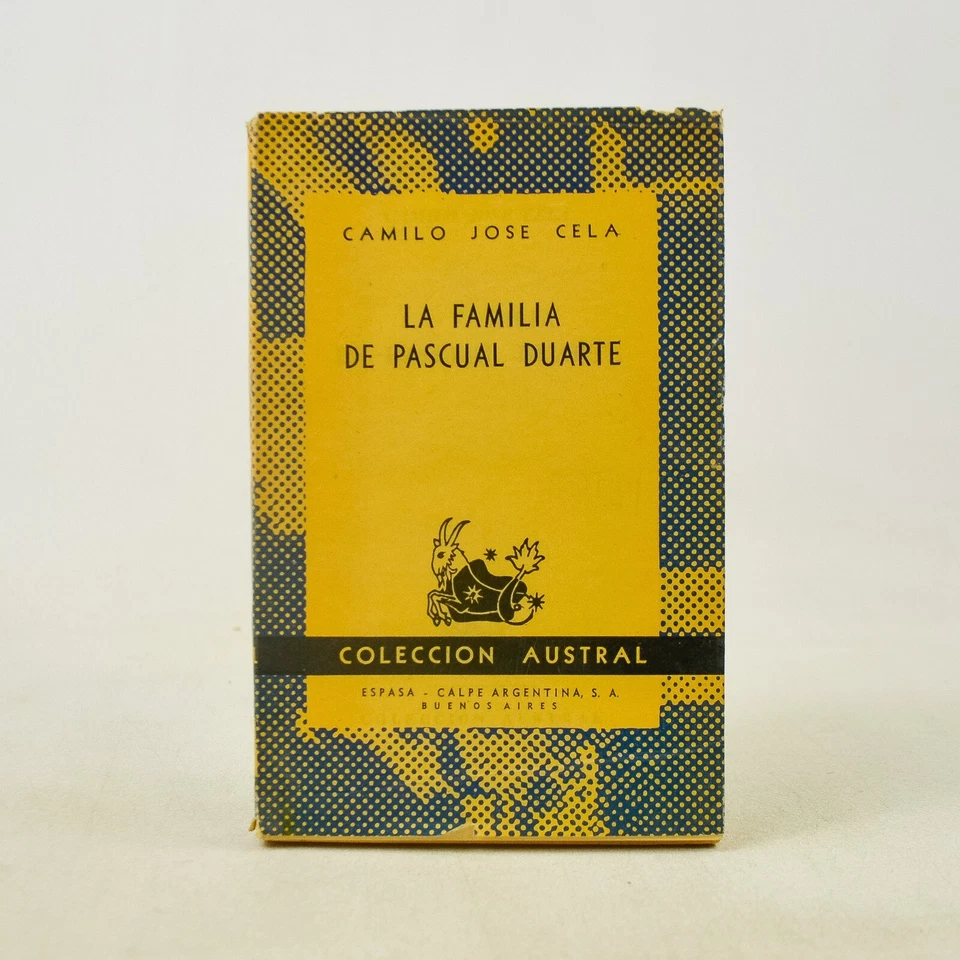 CAMILO JOSE CELA
LA FAMILIA
DE PASCUAL DUARTE
COLECCION AUSTRAL
ESPASA - CALPE ARGENTINA, S. A.
BUENOS AIRES